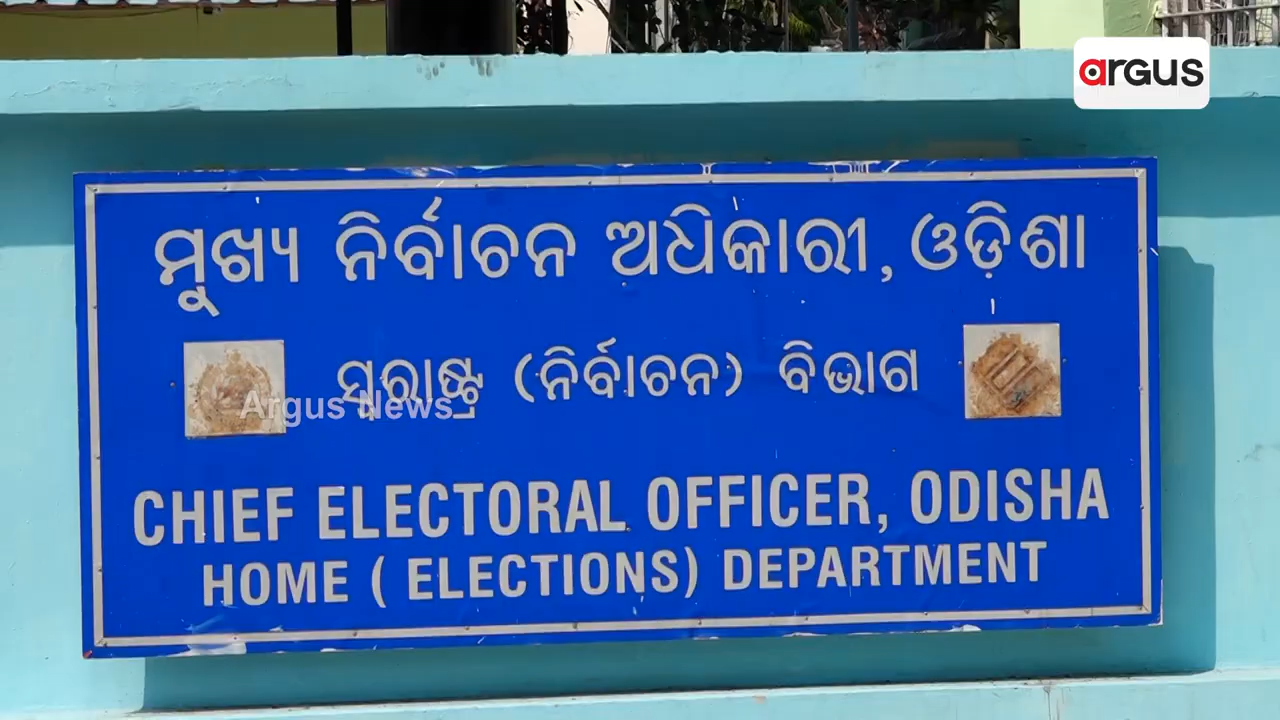 argus
ମୁଖ୍ୟ ନିର୍ବାଚନ ଅଧିକାରୀ, ଓଡ଼ିଶା
ସ୍ୱରାଷ୍ଟ୍ର (ନିର୍ବାଚନ) ବିଭାଗ
Argus News
CHIEF ELECTORAL OFFICER, ODISHA
HOME ( ELECTIONS) DEPARTMENT